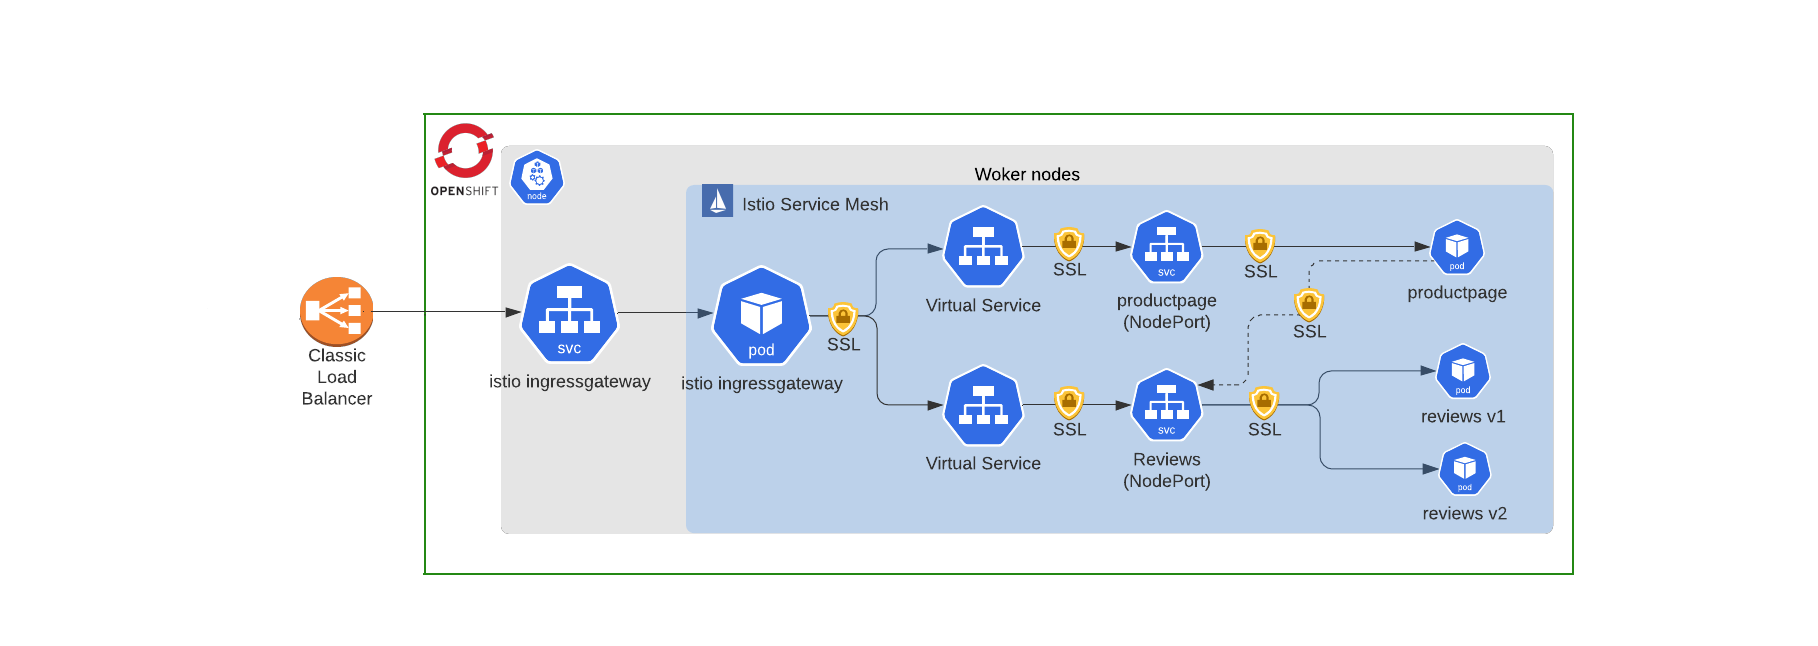 OPENSHIFT
node
Woker nodes
Istio Service Mesh
Classic
Load
Balancer
svc
istio ingressgateway
pod
istio ingressgateway
SSL
Virtual Service
SSL
svc
productpage
(NodePort)
SSL
pod
productpage
SSL
Virtual Service
SSL
svc
Reviews
(NodePort)
SSL
pod
reviews v1
pod
reviews v2